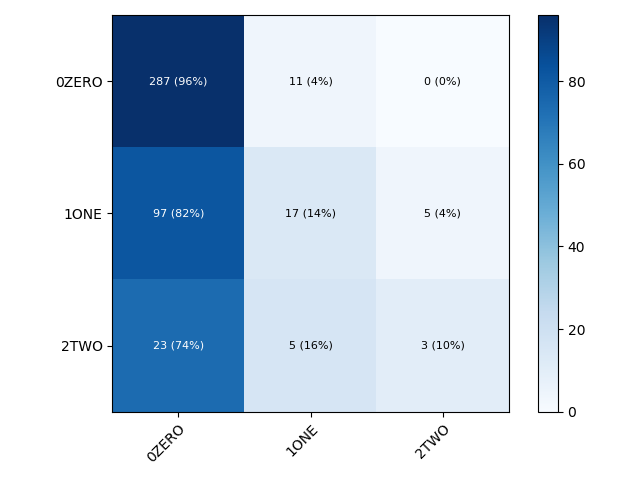 0ZERO 287 (96%) 11 (4%) 0 (0%)
1ONE 97 (82%) 17 (14%) 5 (4%)
2TWO 23 (74%) 5 (16%) 3 (10%)
0ZERO 1ONE 2TWO
80
60
40
20
0